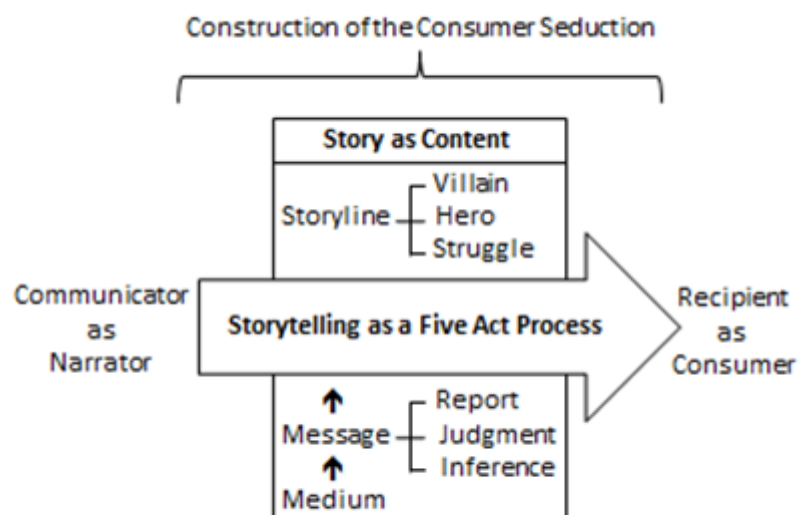 Construction of the Consumer Seduction
Story as Content
Storyline
Villain
Hero
Struggle
Communicator
as
Narrator
Storytelling as a Five Act Process
Recipient
as
Consumer
Message
Report
Judgment
Inference
Medium